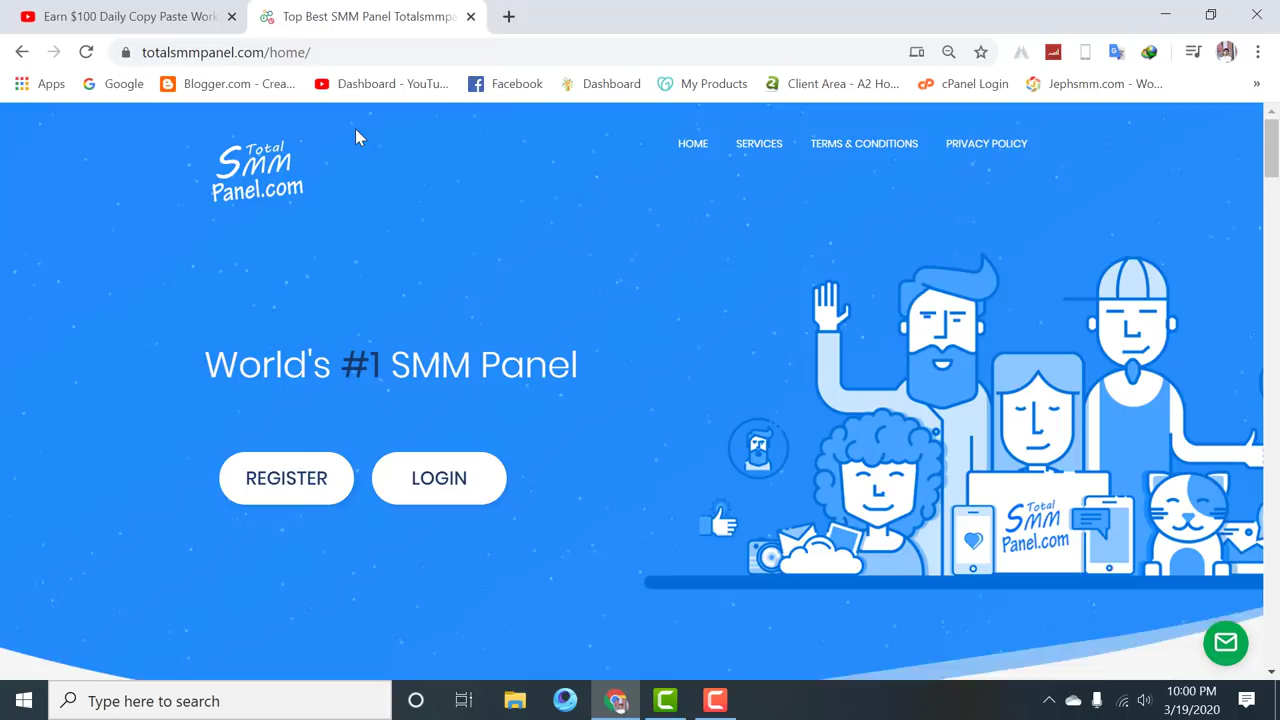 Earn $100 Daily Copy Paste Work
Top Best SMM Panel Totalsmmpa
totalsmmpanel.com/home/
Apps
Google
Blogger.com - Crea...
Dashboard - YouTu...
Facebook
Dashboard
My Products
Client Area - A2 Ho...
cPanel Login
Jephsmm.com - Wo...
»
Total
SMM
Panel.com
HOME
SERVICES
TERMS & CONDITIONS
PRIVACY POLICY
World's #1 SMM Panel
REGISTER
LOGIN
Total
SMM
Panel.com
Type here to search
10:00 PM
3/19/2020